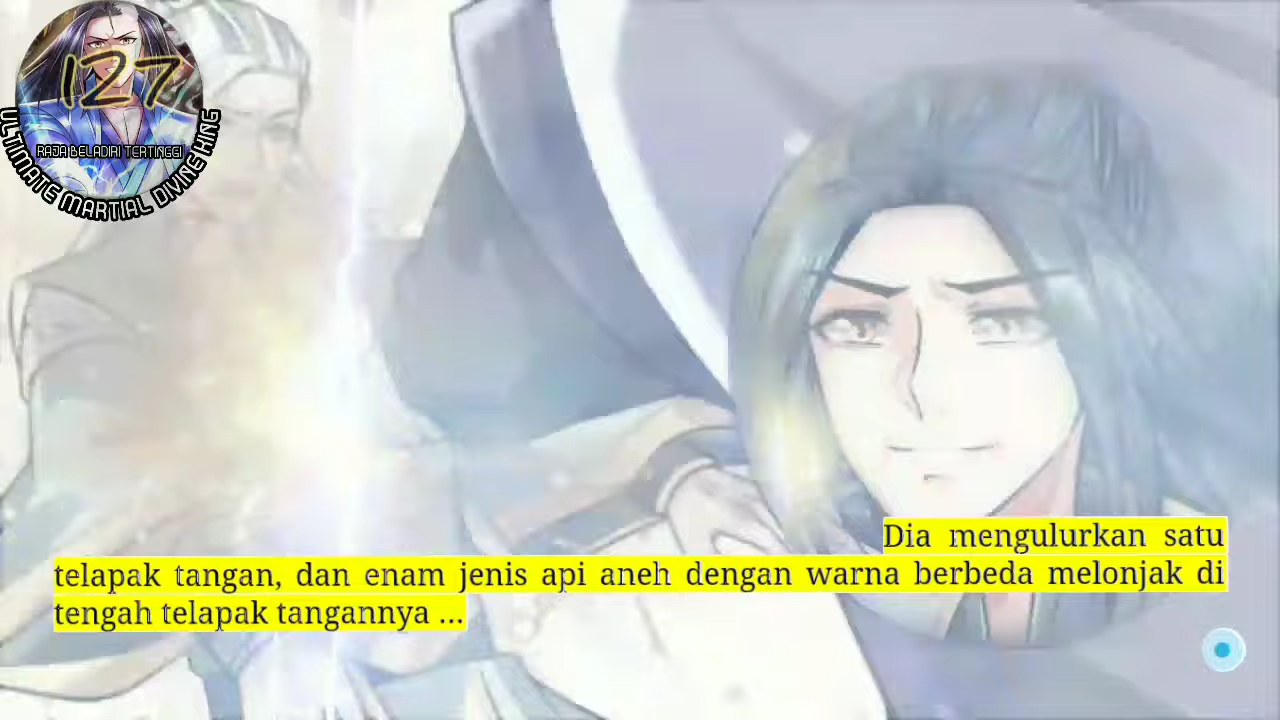 127
RAJA BELADIRI TERTINGGI
ULTIMATE MARTIAL DIVINE KING
Dia mengulurkan satu
telapak tangan, dan enam jenis api aneh dengan warna berbeda melonjak di
tengah telapak tangannya ...